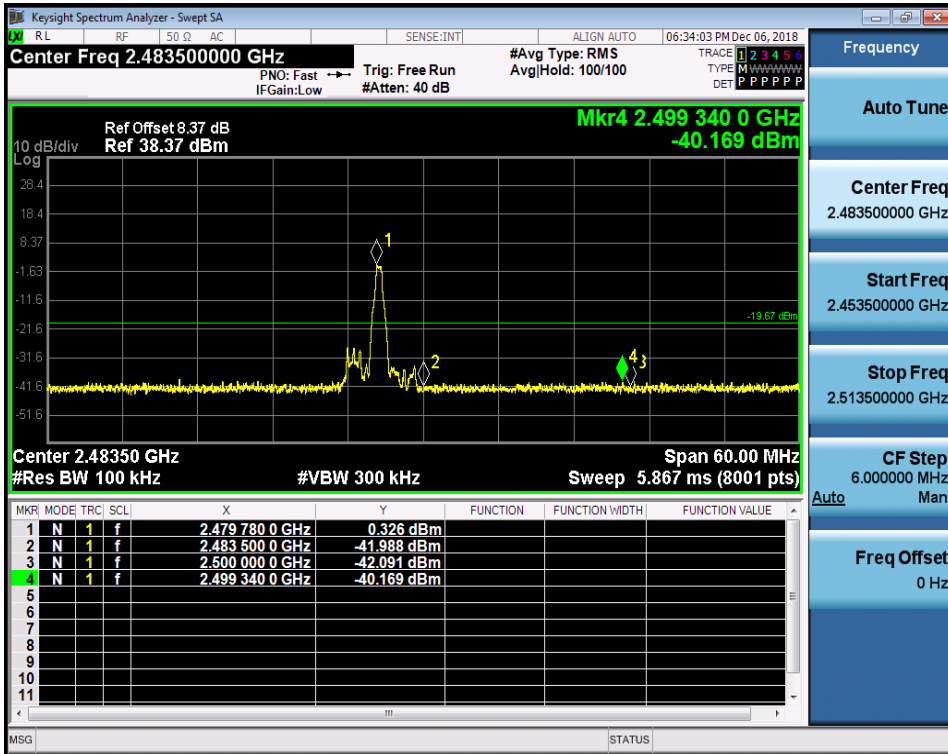 Keysight Spectrum Analyzer - Swept SA
LXI RL RF 50 Ω AC SENSE:INT ALIGN AUTO 06:34:03 PM Dec 06, 2018
Center Freq 2.483500000 GHz
PNO: Fast
IFGain:Low
Trig: Free Run
#Atten: 40 dB
#Avg Type: RMS
Avg|Hold: 100/100
TRACE 1 2 3 4 5 6
TYPE M W W W W W
DET P P P P P P
Mkr4 2.499 340 0 GHz
-40.169 dBm
Ref Offset 8.37 dB
10 dB/div Ref 38.37 dBm
Log
28.4
18.4
8.37
-1.63
-11.6
-21.6
-31.6
-41.6
-51.6
1
2
4 3
-19.67 dBm
Center 2.48350 GHz Span 60.00 MHz
#Res BW 100 kHz #VBW 300 kHz Sweep 5.867 ms (8001 pts)
MKR MODE TRC SCL X Y FUNCTION FUNCTION WIDTH FUNCTION VALUE
1 N 1 f 2.479 780 0 GHz 0.326 dBm
2 N 1 f 2.483 500 0 GHz -41.988 dBm
3 N 1 f 2.500 000 0 GHz -42.091 dBm
4 N 1 f 2.499 340 0 GHz -40.169 dBm
5
6
7
8
9
10
11
MSG STATUS
Frequency
Auto Tune
Center Freq
2.483500000 GHz
Start Freq
2.453500000 GHz
Stop Freq
2.513500000 GHz
CF Step
6.000000 MHz
Auto Man
Freq Offset
0 Hz